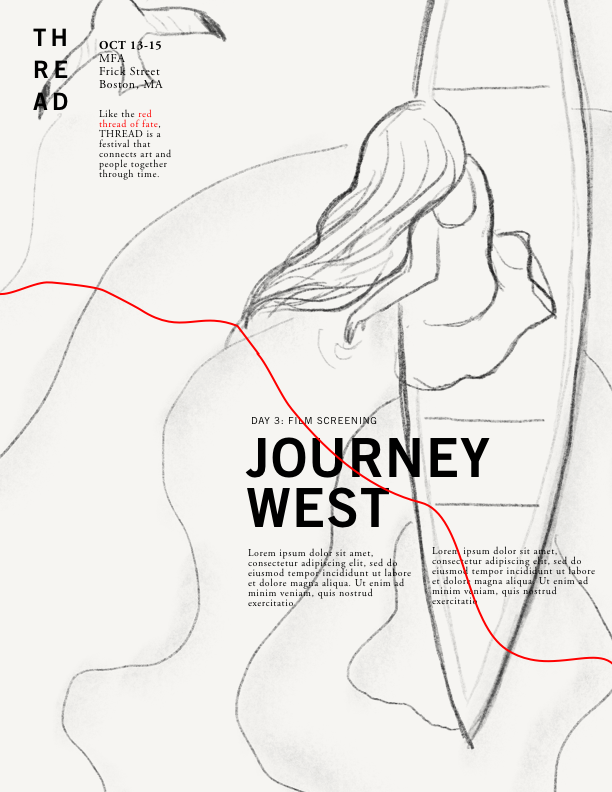 TH
RE
AD
OCT 13-15
MFA
Frick Street
Boston, MA
Like the red
thread of fate,
THREAD is a
festival that
connects art and
people together
through time.
DAY 3: FILM SCREENING
JOURNEY
WEST
Lorem ipsum dolor sit amet,
consectetur adipiscing elit, sed do
eiusmod tempor incididunt ut labore
et dolore magna aliqua. Ut enim ad
minim veniam, quis nostrud
exercitatio
Lorem ipsum dolor sit amet,
consectetur adipiscing elit, sed do
eiusmod tempor incididunt ut labore
et dolore magna aliqua. Ut enim ad
minim veniam, quis nostrud
exercitatio